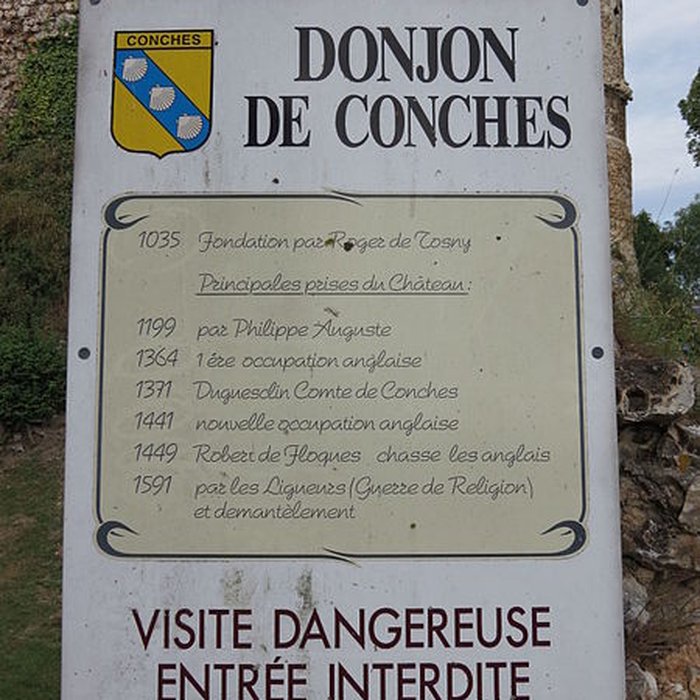 CONCHES
DONJON
DE CONCHES
1035 Fondation par Roger de Tosny
Principales prises du Château :
1199 par Philippe Auguste
1364 1 ére occupation anglaise
1371 Duguesclin Comte de Conches
1441 nouvelle occupation anglaise
1449 Robert de Floques chasse les anglais
1591 par les Ligueurs (Guerre de Religion)
et demantèlement
VISITE DANGEREUSE
ENTRÉE INTERDITE